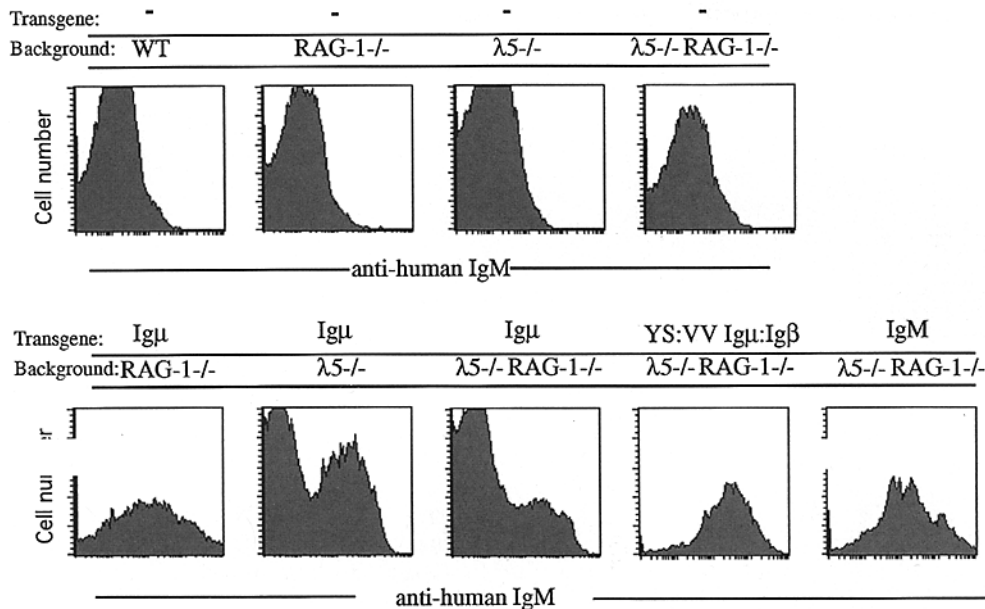 Transgene: - - - -
Background: WT RAG-1-/- λ5-/- λ5-/- RAG-1-/-
Cell number
anti-human IgM
Transgene: Igμ Igμ Igμ YS:VV Igμ:Igβ IgM
Background: RAG-1-/- λ5-/- λ5-/- RAG-1-/- λ5-/- RAG-1-/- λ5-/- RAG-1-/-
Cell
anti-human IgM